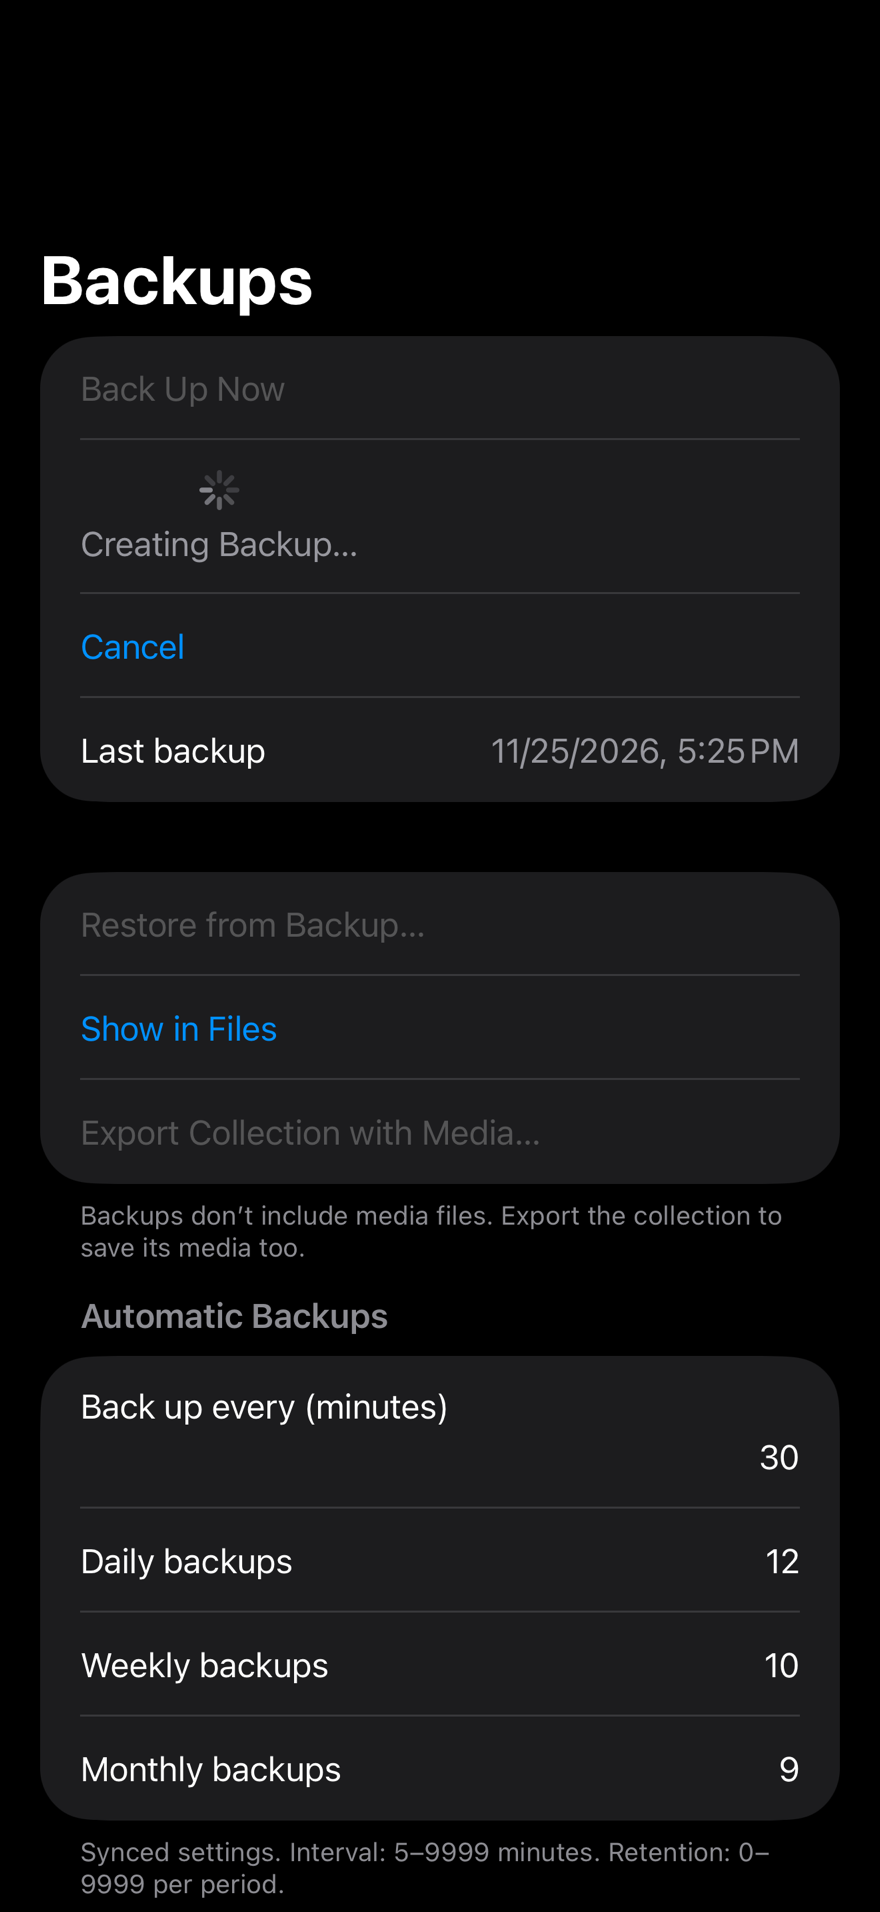 Backups
Back Up Now
Creating Backup...
Cancel
Last backup 11/25/2026, 5:25 PM
Restore from Backup...
Show in Files
Export Collection with Media...
Backups don’t include media files. Export the collection to
save its media too.
Automatic Backups
Back up every (minutes)
30
Daily backups 12
Weekly backups 10
Monthly backups 9
Synced settings. Interval: 5–9999 minutes. Retention: 0–
9999 per period.